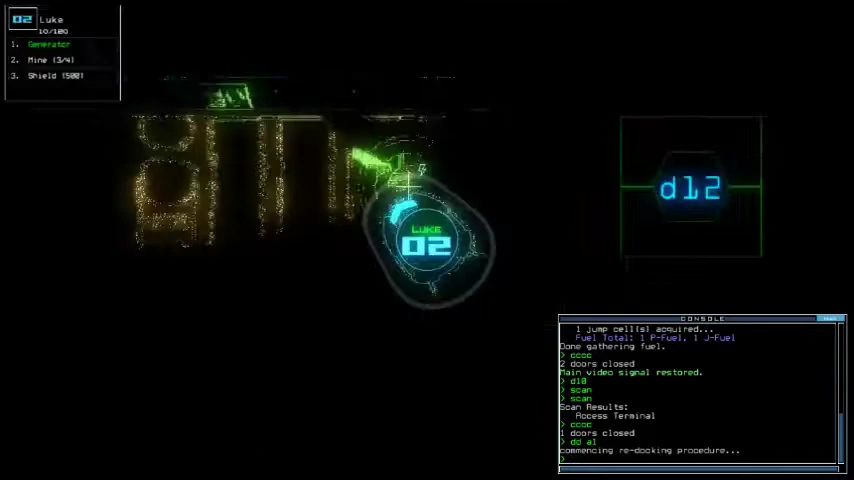 02 Luke
10/100
1. Generator
2. Mine (3/4)
3. Shield (500)
LUKE
02
d12
CONSOLE
1 jump cell(s) acquired...
Fuel Total: 1 P-Fuel, 1 J-Fuel
Done gathering fuel.
> cccc
2 doors closed
Main video signal restored.
> d10
> scan
> scan
Scan Results:
Access Terminal
> cccc
1 doors closed
> dd a1
commencing re-docking procedure...
>